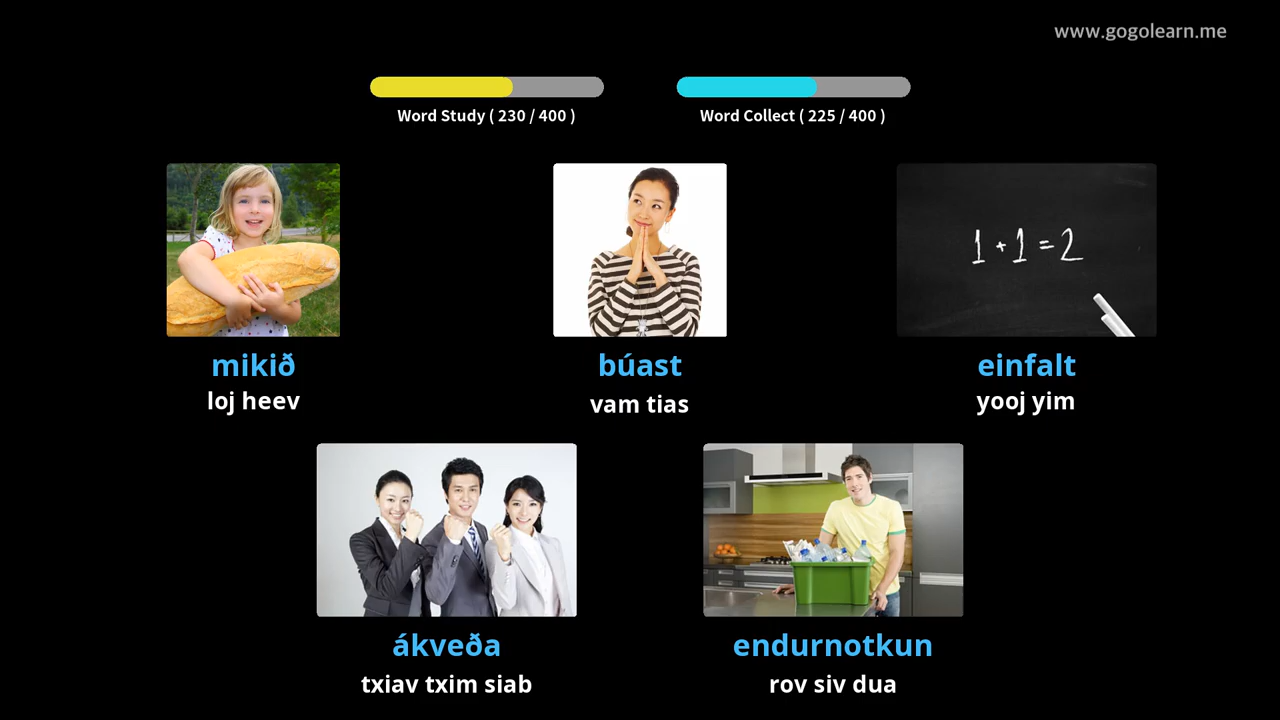 www.gogolearn.me
Word Study ( 230 / 400 )
Word Collect ( 225 / 400 )
1 + 1 = 2
mikið
búast
einfalt
loj heev
vam tias
yooj yim
ákveða
endurnotkun
txiav txim siab
rov siv dua